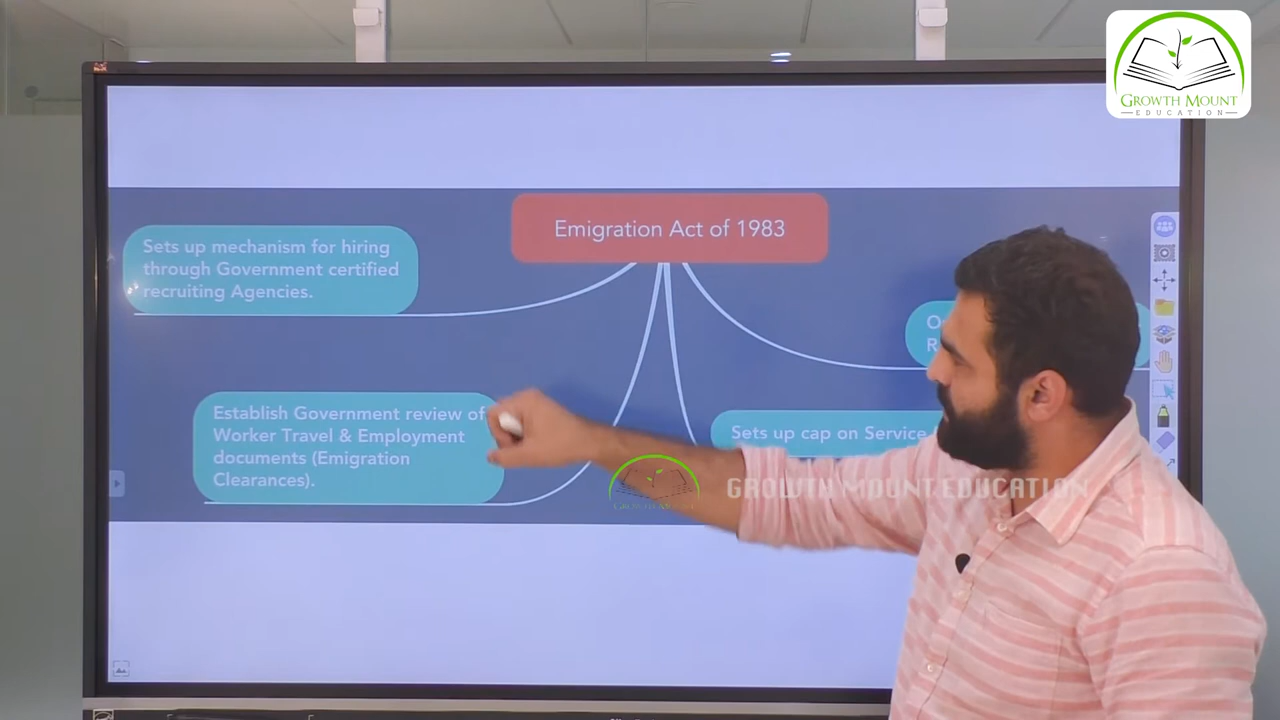 GROWTH MOUNT
EDUCATION
Emigration Act of 1983
Sets up mechanism for hiring
through Government certified
recruiting Agencies.
Establish Government review of
Worker Travel & Employment
documents (Emigration
Clearances).
Sets up cap on Service
GROWTH MOUNT EDUCATION